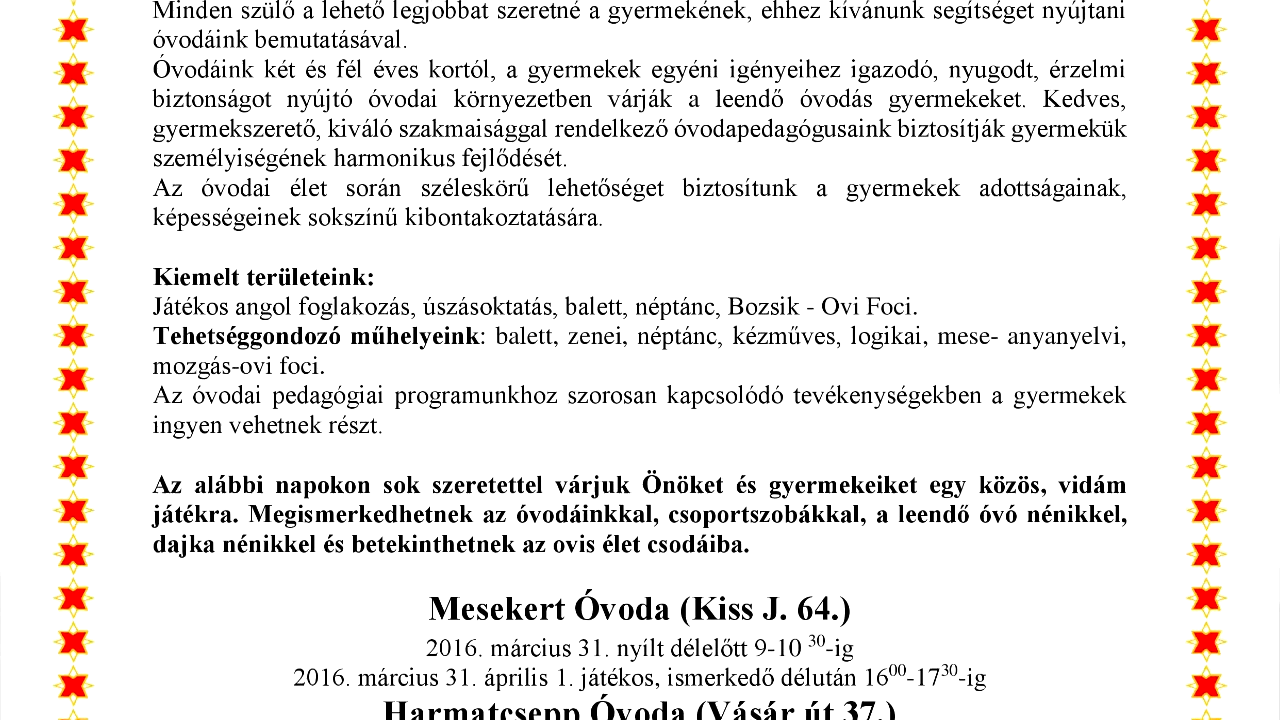 Minden szülő a lehető legjobbat szeretné a gyermekének, ehhez kívánunk segítséget nyújtani
óvodáink bemutatásával.
Óvodáink két és fél éves kortól, a gyermekek egyéni igényeihez igazodó, nyugodt, érzelmi
biztonságot nyújtó óvodai környezetben várják a leendő óvodás gyermekeket. Kedves,
gyermekszerető, kiváló szakmaisággal rendelkező óvodapedagógusaink biztosítják gyermekük
személyiségének harmonikus fejlődését.
Az óvodai élet során széleskörű lehetőséget biztosítunk a gyermekek adottságainak,
képességeinek sokszínű kibontakoztatására.
Kiemelt területeink:
Játékos angol foglakozás, úszásoktatás, balett, néptánc, Bozsik - Ovi Foci.
Tehetséggondozó műhelyeink: balett, zenei, néptánc, kézműves, logikai, mese- anyanyelvi,
mozgás-ovi foci.
Az óvodai pedagógiai programunkhoz szorosan kapcsolódó tevékenységekben a gyermekek
ingyen vehetnek részt.
Az alábbi napokon sok szeretettel várjuk Önöket és gyermekeiket egy közös, vidám
játékra. Megismerkedhetnek az óvodáinkkal, csoportszobákkal, a leendő óvó nénikkel,
dajka nénikkel és betekinthetnek az ovis élet csodáiba.
Mesekert Óvoda (Kiss J. 64.)
2016. március 31. nyílt délelőtt 9-10 30-ig
2016. március 31. április 1. játékos, ismerkedő délután 1600-1730-ig
Harmatcsepp Óvoda (Vásár út 37.)